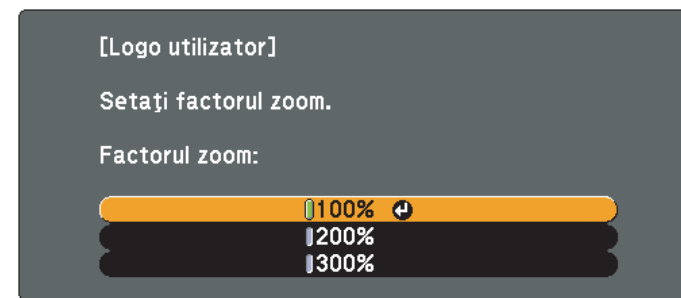 [Logo utilizator]
Setaţi factorul zoom.
Factorul zoom:
100%
200%
300%